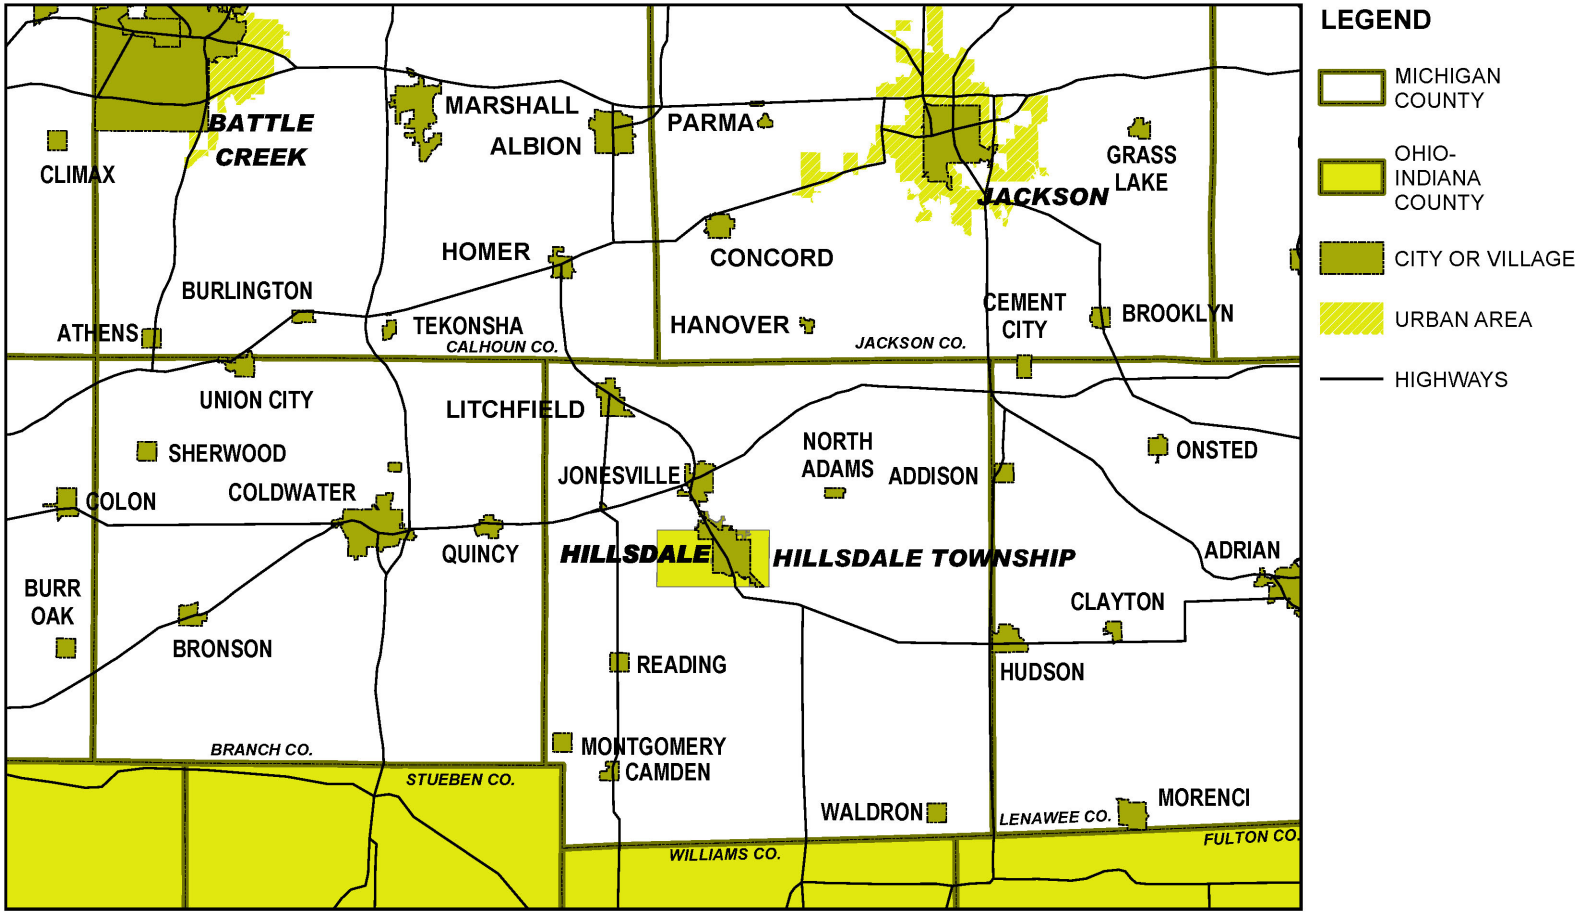 LEGEND
MICHIGAN
COUNTY
OHIO-
INDIANA
COUNTY
CITY OR VILLAGE
URBAN AREA
HIGHWAYS
BATTLE
CREEK
MARSHALL
ALBION
PARMA
CLIMAX
GRASS
LAKE
JACKSON
HOMER
CONCORD
BURLINGTON
ATHENS
TEKONSHA
CALHOUN CO.
HANOVER
JACKSON CO.
CEMENT
CITY
BROOKLYN
UNION CITY
LITCHFIELD
SHERWOOD
NORTH
ADAMS
ONSTED
JONESVILLE
ADDISON
COLON
COLDWATER
QUINCY
HILLSDALE
HILLSDALE TOWNSHIP
ADRIAN
BURR
OAK
CLAYTON
BRONSON
READING
HUDSON
BRANCH CO.
MONTGOMERY
CAMDEN
STUEBEN CO.
WALDRON
LENAWEE CO.
MORENCI
WILLIAMS CO.
FULTON CO.